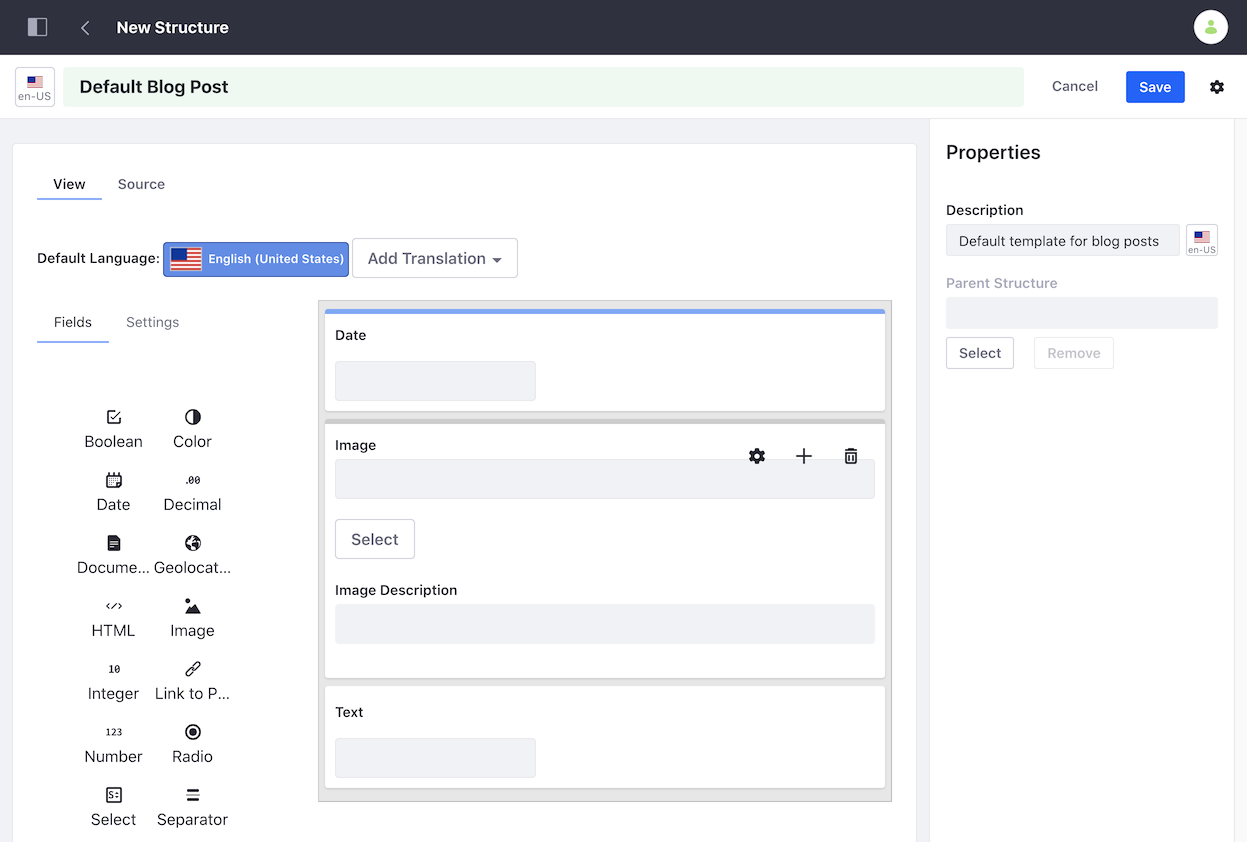 New Structure
en-US
Default Blog Post
Cancel
Save
View
Source
Default Language:
English (United States)
Add Translation
Fields
Settings
Boolean
Color
Date
.00
Decimal
Docume...
Geolocat...
HTML
Image
10
Integer
Link to P...
123
Number
Radio
S
Select
Separator
Date
Image
Select
Image Description
Text
Properties
Description
Default template for blog posts
en-US
Parent Structure
Select
Remove